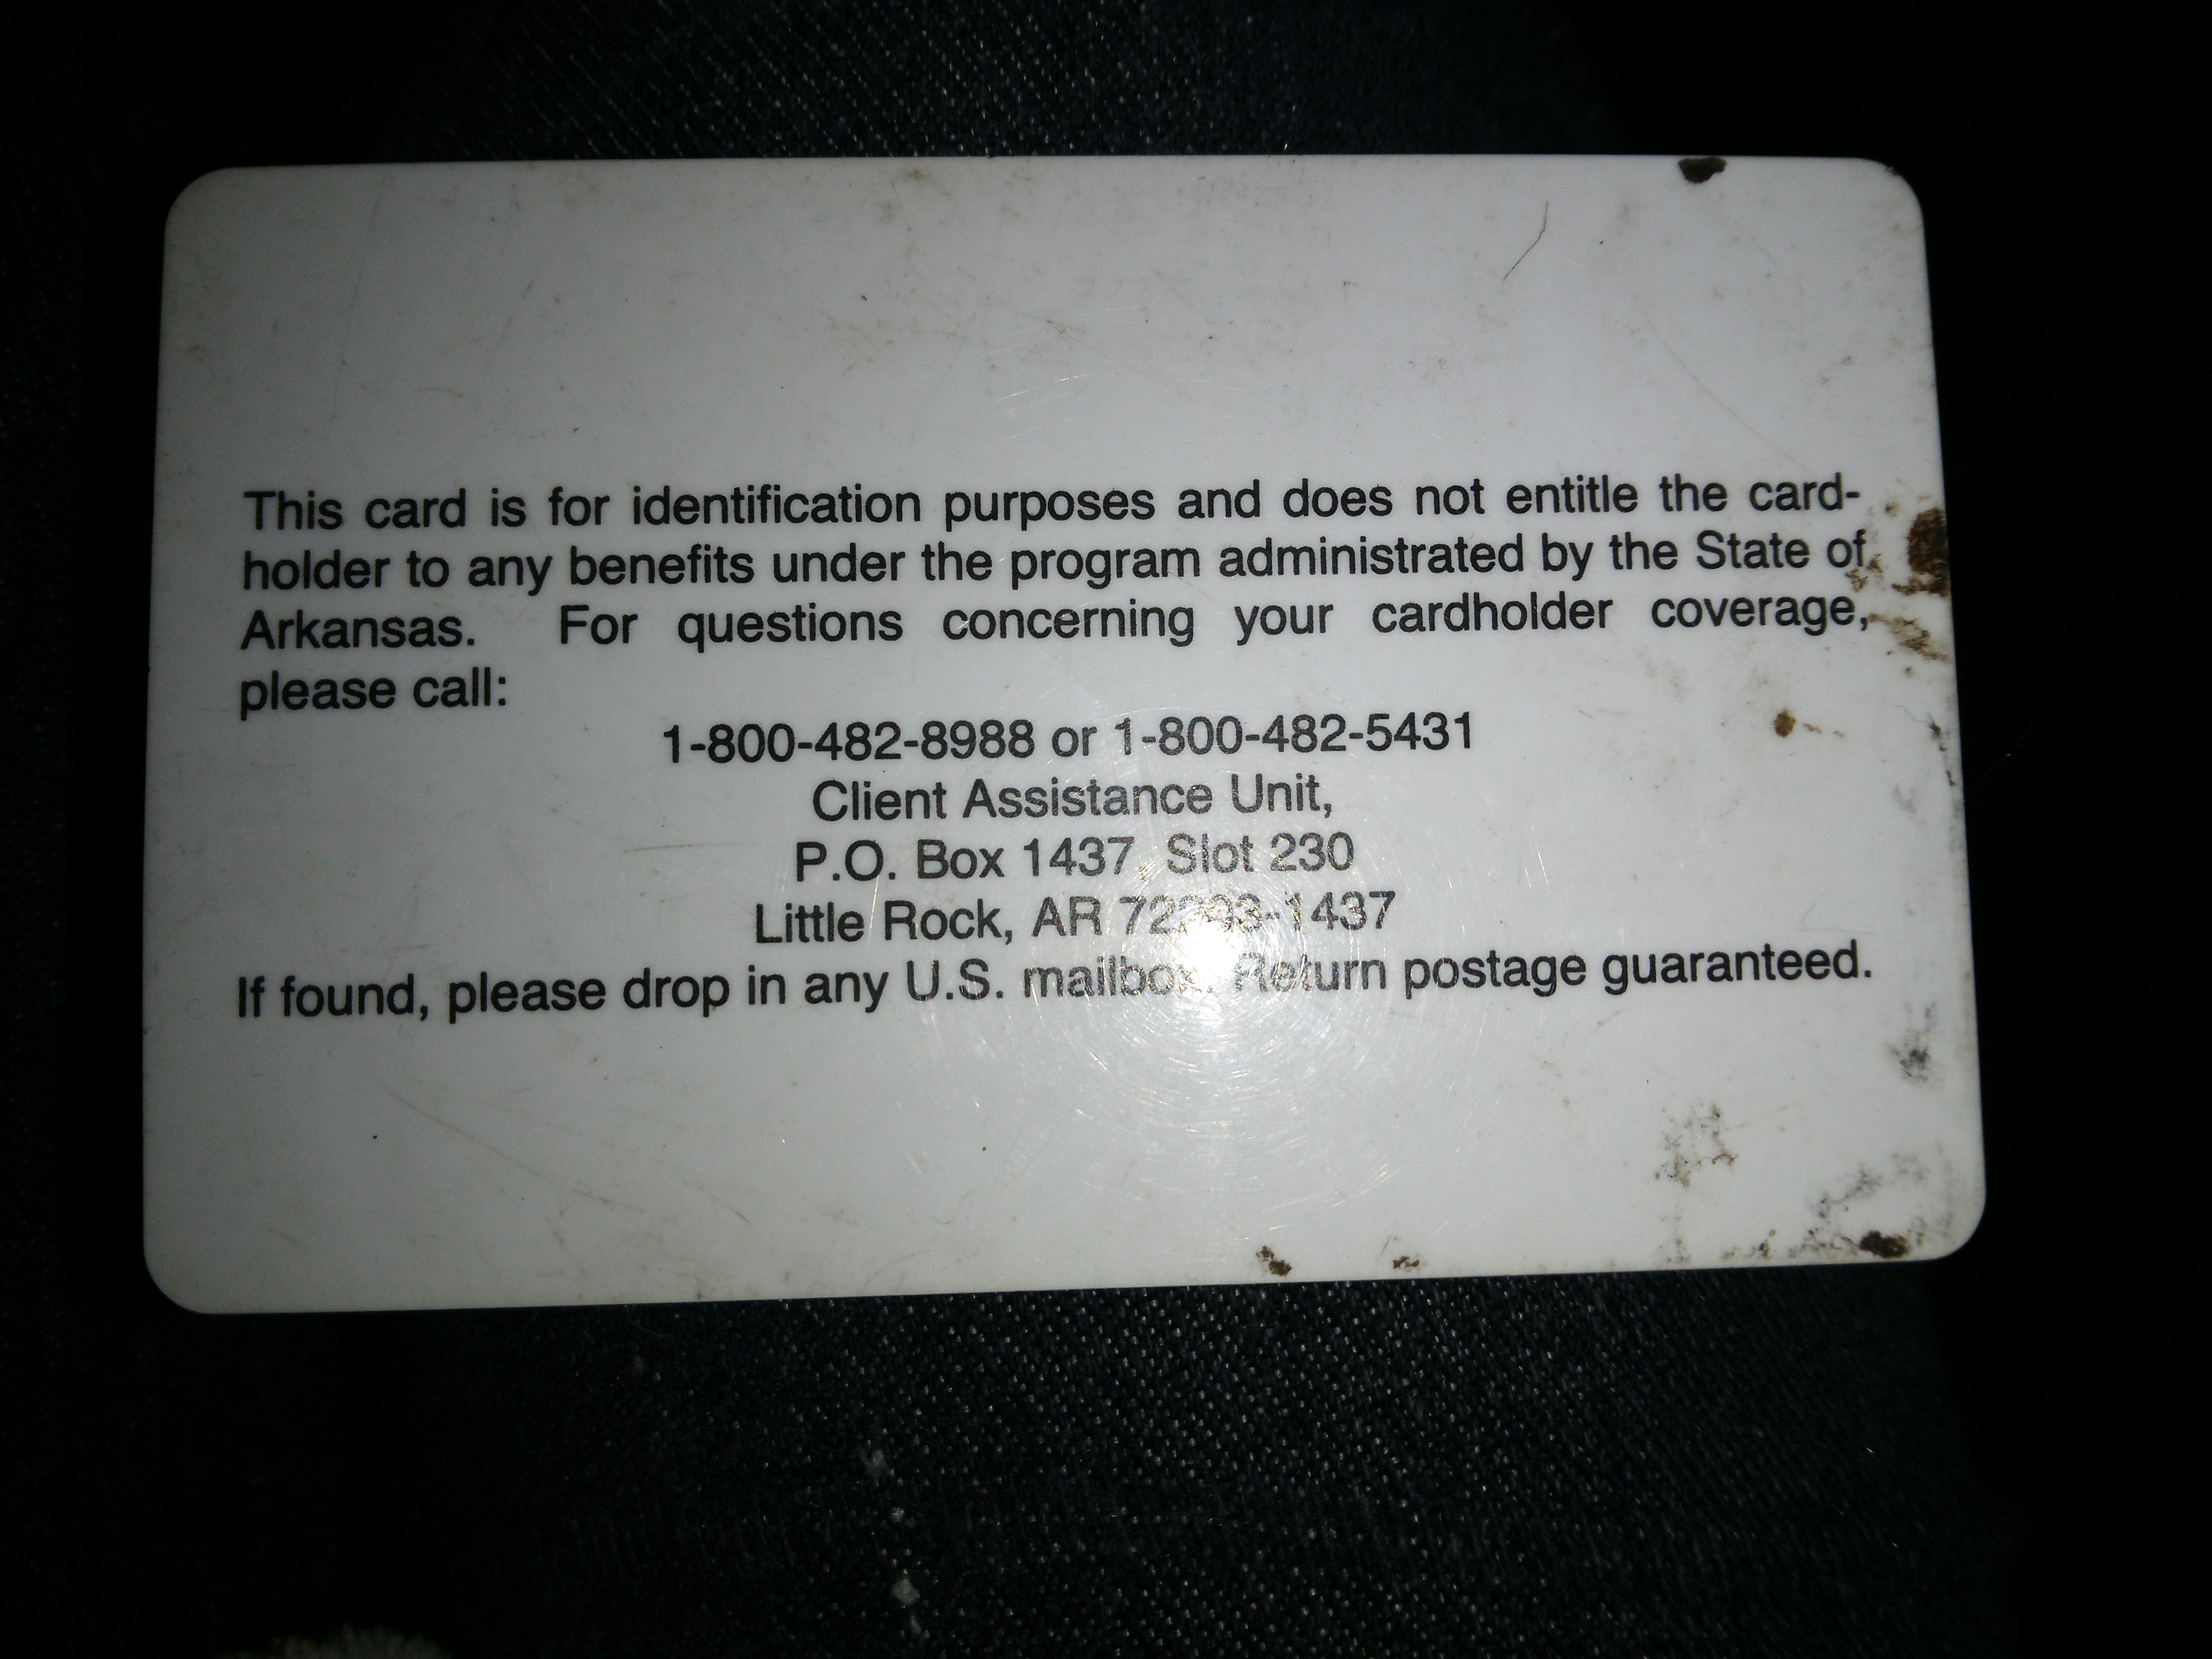 This card is for identification purposes and does not entitle the card-
holder to any benefits under the program administrated by the State of
Arkansas. For questions concerning your cardholder coverage,
please call:
1-800-482-8988 or 1-800-482-5431
Client Assistance Unit,
P.O. Box 1437, Slot 230
Little Rock, AR
If found, please drop in any U.S. mailbox. Return postage guaranteed.